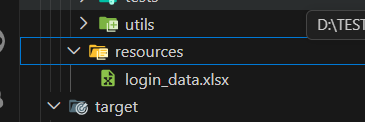 utils
D:\TEST
resources
login_data.xlsx
target